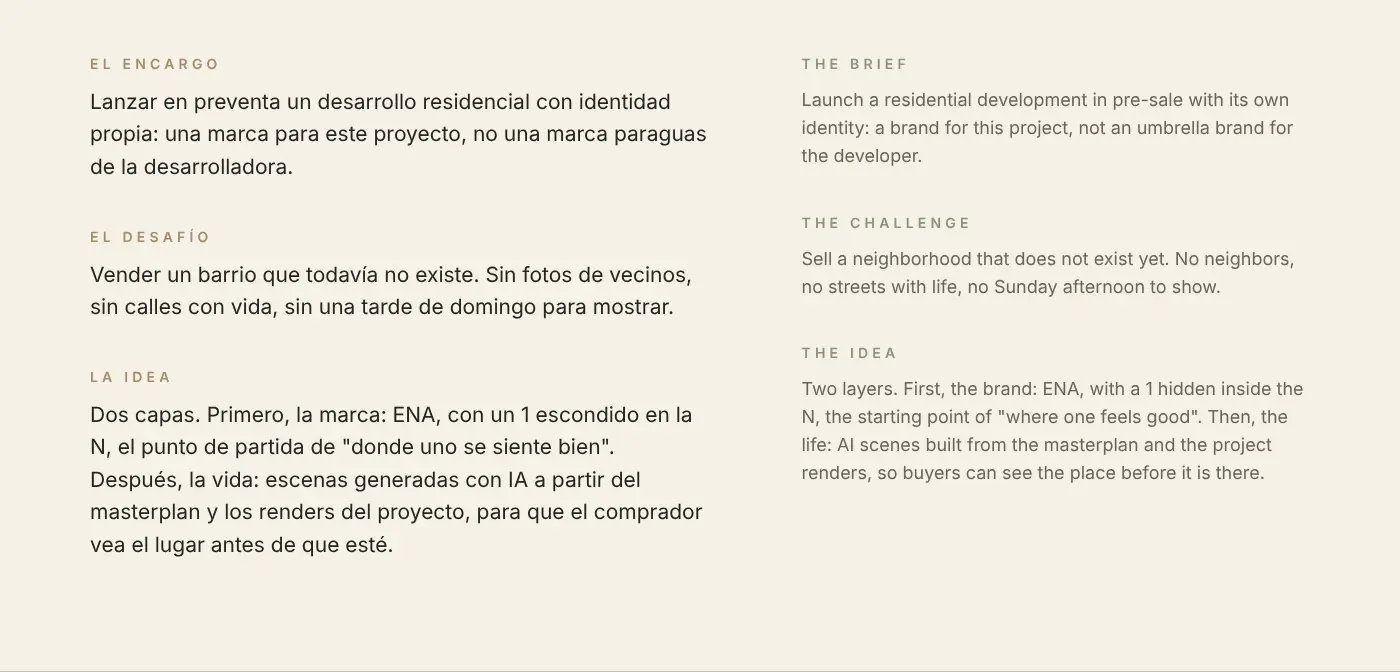 EL ENCARGO
Lanzar en preventa un desarrollo residencial con identidad
propia: una marca para este proyecto, no una marca paraguas
de la desarrolladora.
EL DESAFÍO
Vender un barrio que todavía no existe. Sin fotos de vecinos,
sin calles con vida, sin una tarde de domingo para mostrar.
LA IDEA
Dos capas. Primero, la marca: ENA, con un 1 escondido en la
N, el punto de partida de "donde uno se siente bien".
Después, la vida: escenas generadas con IA a partir del
masterplan y los renders del proyecto, para que el comprador
vea el lugar antes de que esté.
THE BRIEF
Launch a residential development in pre-sale with its own
identity: a brand for this project, not an umbrella brand for
the developer.
THE CHALLENGE
Sell a neighborhood that does not exist yet. No neighbors,
no streets with life, no Sunday afternoon to show.
THE IDEA
Two layers. First, the brand: ENA, with a 1 hidden inside the
N, the starting point of "where one feels good". Then, the
life: AI scenes built from the masterplan and the project
renders, so buyers can see the place before it is there.